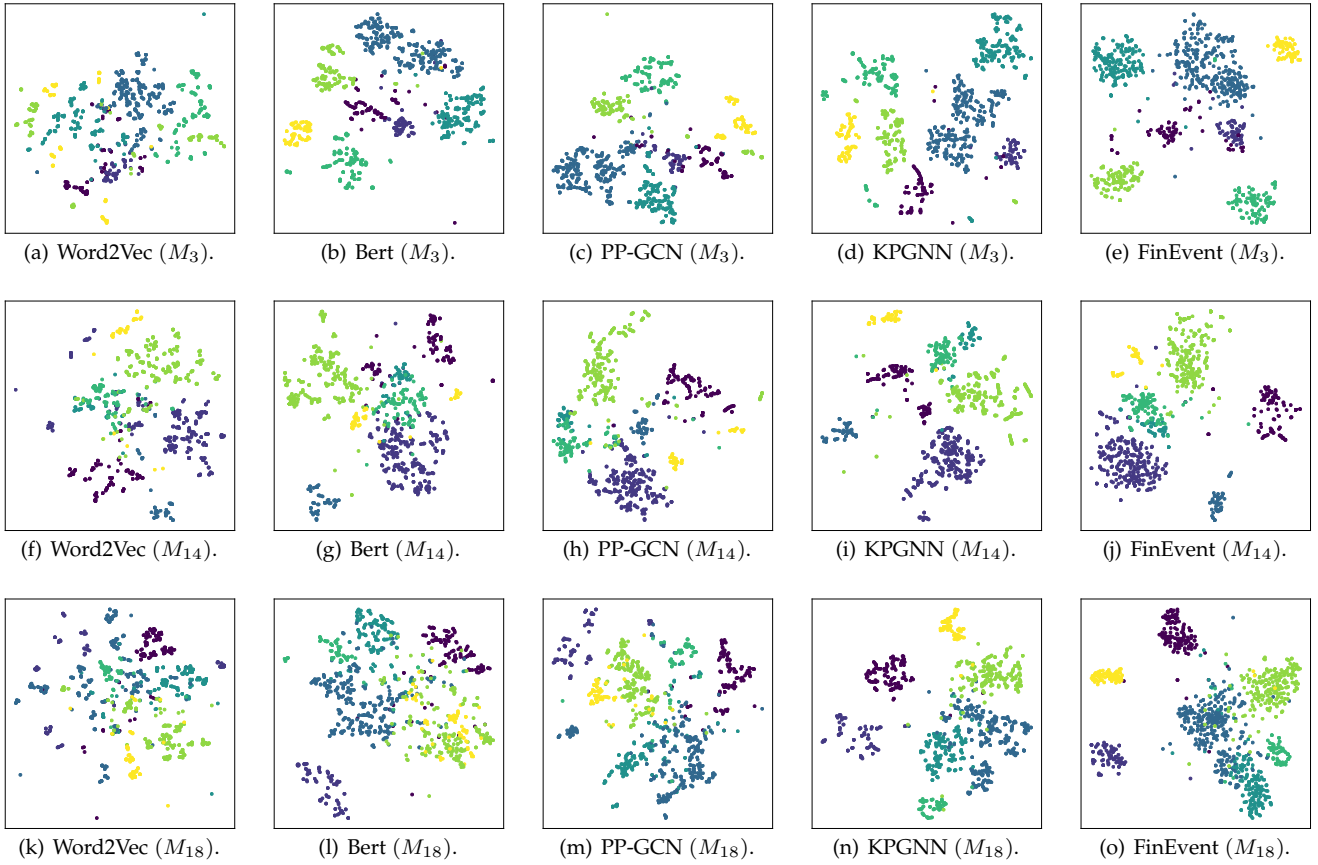 (a) Word2Vec (M₃). (b) Bert (M₃). (c) PP-GCN (M₃). (d) KPGNN (M₃). (e) FinEvent (M₃).
(f) Word2Vec (M₁₄). (g) Bert (M₁₄). (h) PP-GCN (M₁₄). (i) KPGNN (M₁₄). (j) FinEvent (M₁₄).
(k) Word2Vec (M₁₈). (l) Bert (M₁₈). (m) PP-GCN (M₁₈). (n) KPGNN (M₁₈). (o) FinEvent (M₁₈).